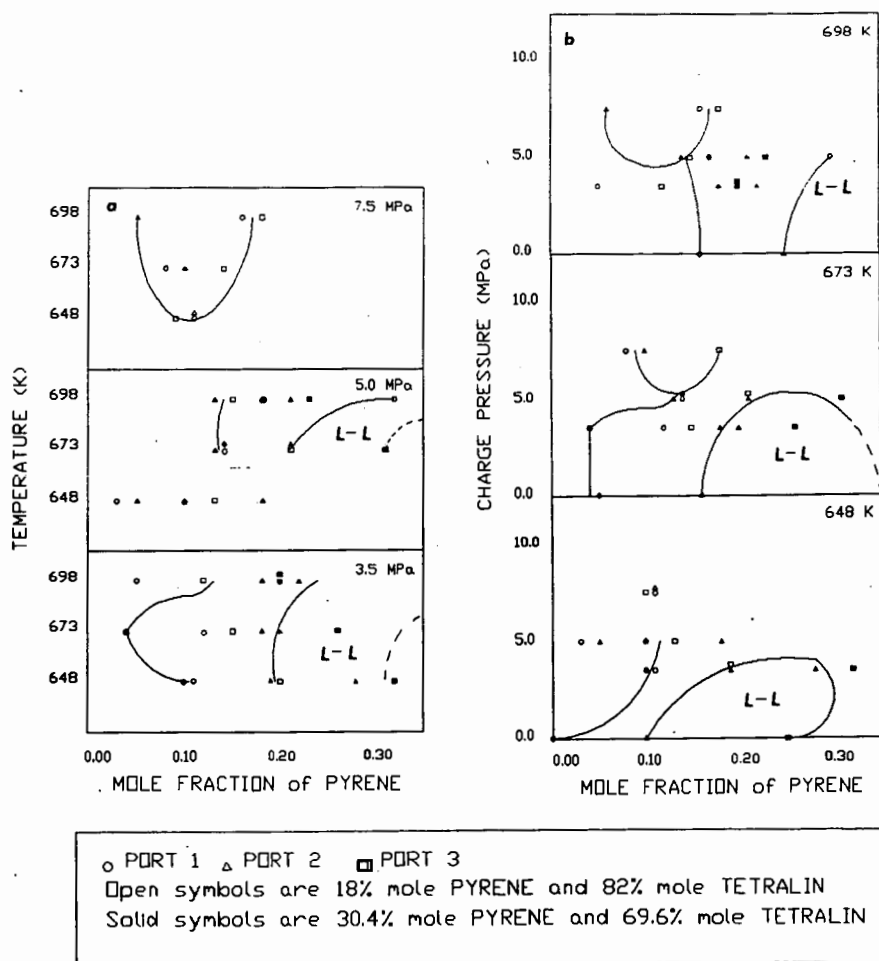 a
7.5 MPa
698
673
648
5.0 MPa
698
673
648
L-L
3.5 MPa
698
673
648
L-L
TEMPERATURE (K)
0.00 0.10 0.20 0.30
MOLE FRACTION of PYRENE
b
698 K
10.0
5.0
0.0
L-L
673 K
10.0
5.0
0.0
L-L
648 K
10.0
5.0
0.0
L-L
CHARGE PRESSURE (MPa)
0.00 0.10 0.20 0.30
MOLE FRACTION of PYRENE
○ PORT 1 △ PORT 2 □ PORT 3
Open symbols are 18% mole PYRENE and 82% mole TETRALIN
Solid symbols are 30.4% mole PYRENE and 69.6% mole TETRALIN